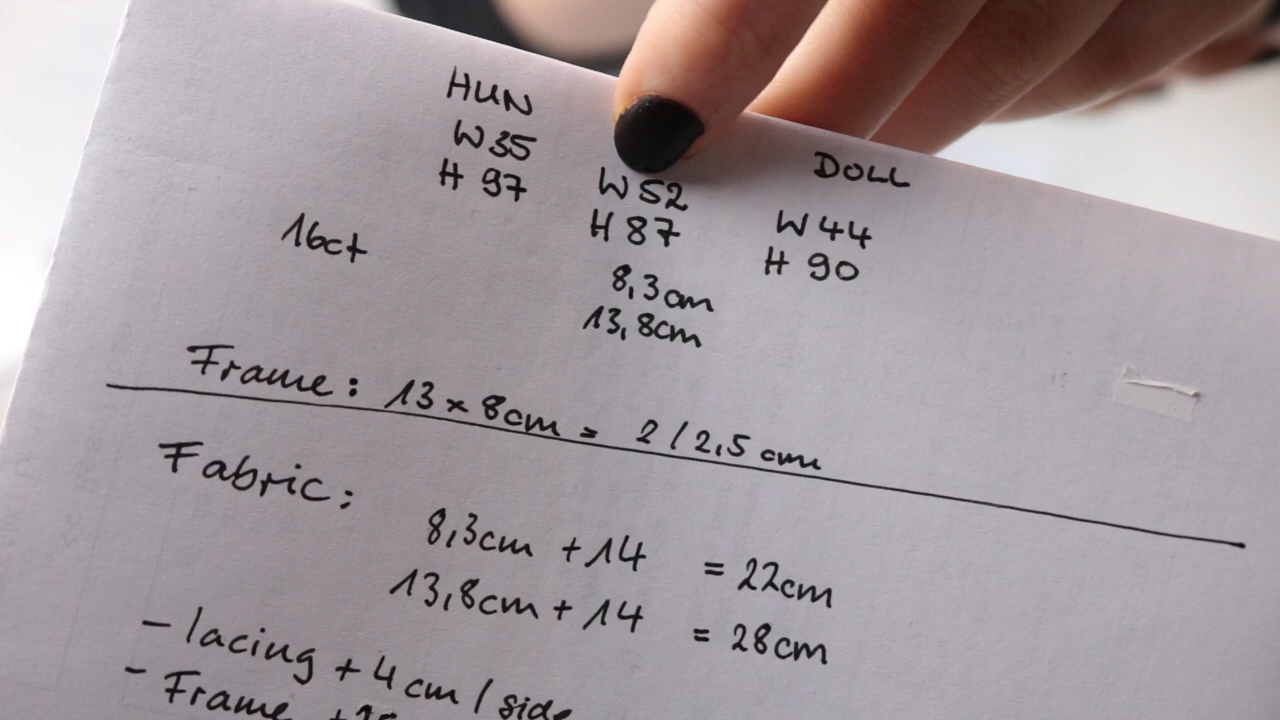 HUN
W35
H 97
W52
H 87
8,3cm
13,8cm
DOLL
W44
H 90
16ct
Frame: 13 x 8cm = 2 / 2,5 cm
Fabric:
8,3cm + 14 = 22cm
13,8cm + 14 = 28cm
- lacing + 4 cm / side
- Frame